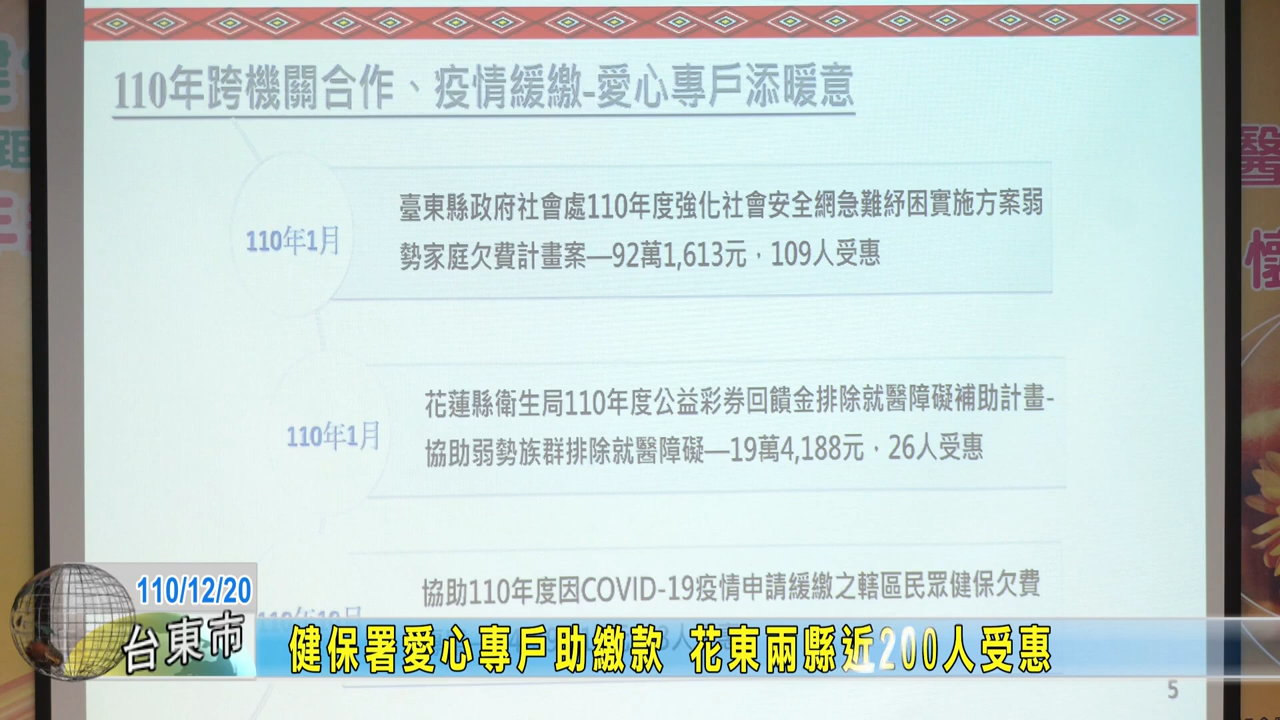 110年跨機關合作、疫情緩繳-愛心專戶添暖意
110年1月
臺東縣政府社會處110年度強化社會安全網急難紓困實施方案弱
勢家庭欠費計畫案—92萬1,613元，109人受惠
110年1月
花蓮縣衛生局110年度公益彩券回饋金排除就醫障礙補助計畫-
協助弱勢族群排除就醫障礙—19萬4,188元，26人受惠
協助110年度因COVID-19疫情申請緩繳之轄區民眾健保欠費
醫
懷
110/12/20
台東市
健保署愛心專戶助繳款 花東兩縣近200人受惠
5